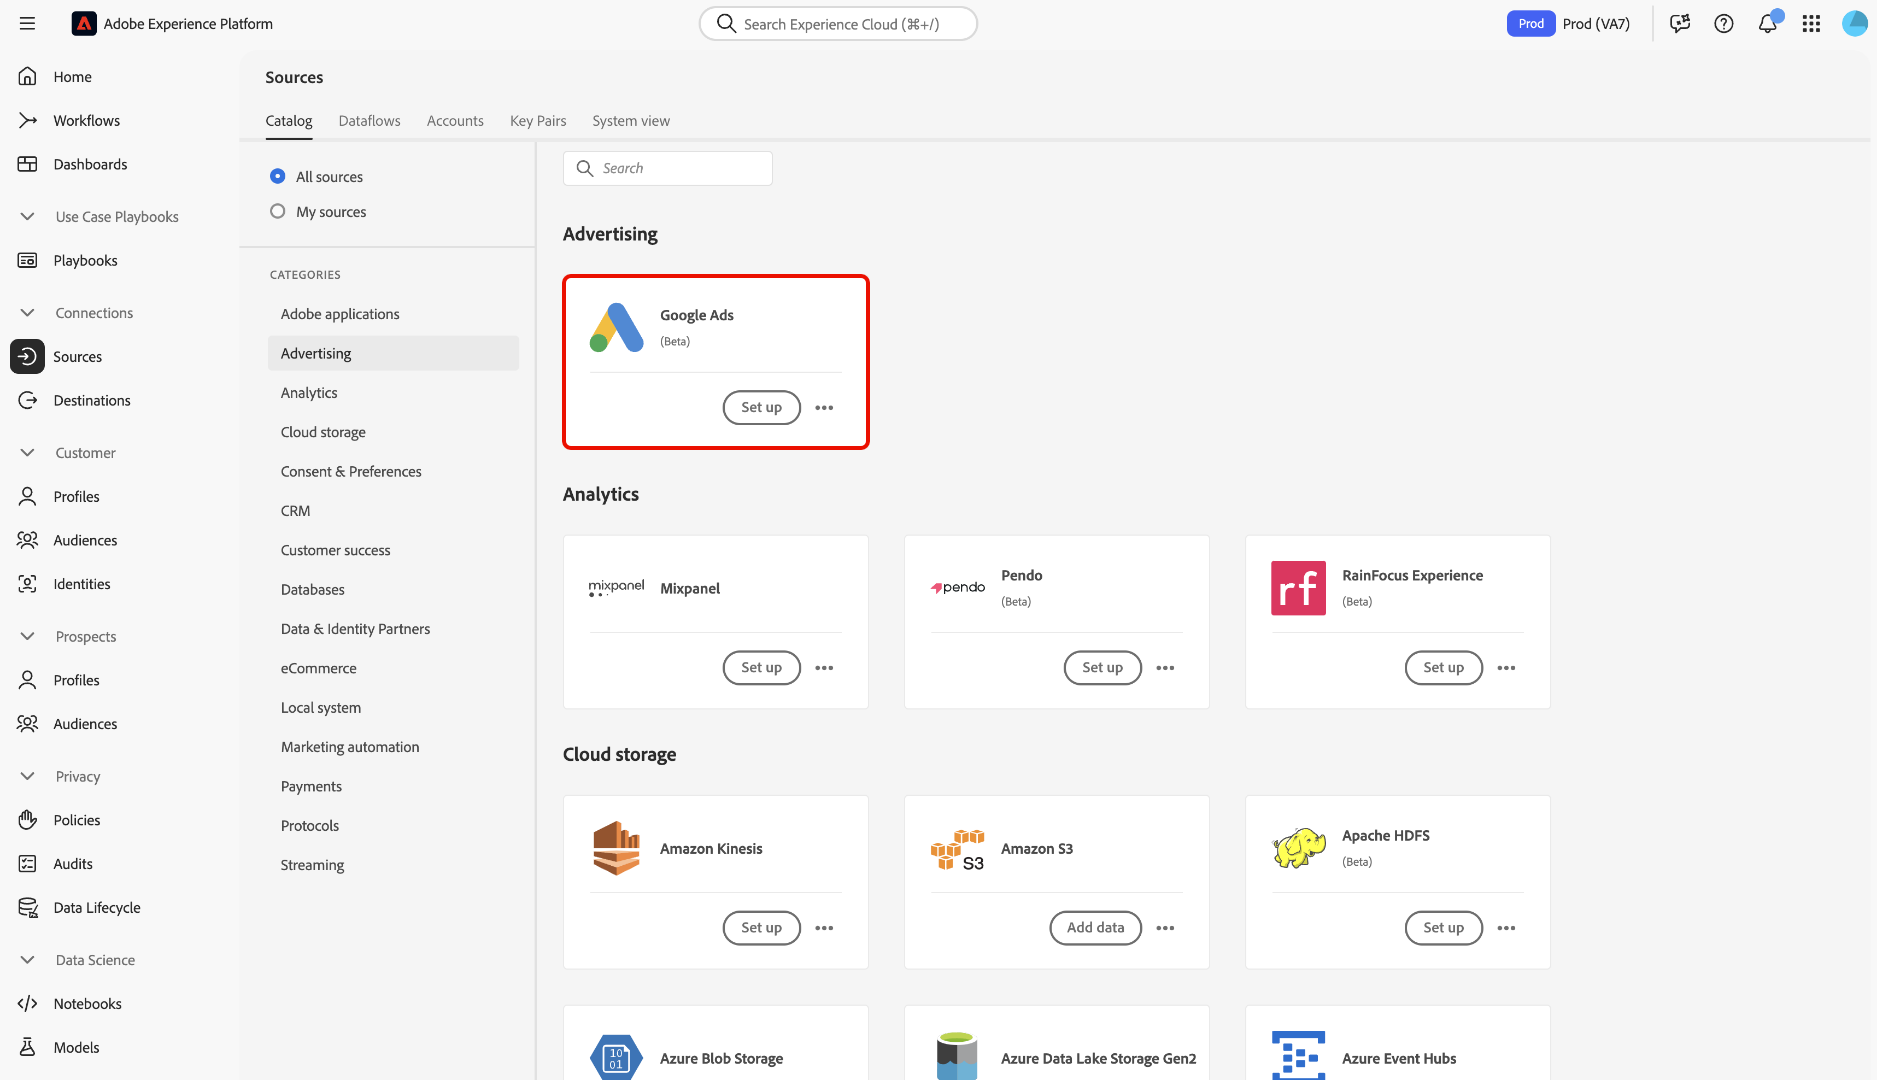 Adobe Experience Platform
Search Experience Cloud (⌘+/)
Prod
Prod (VA7)
Home
Workflows
Dashboards
Use Case Playbooks
Playbooks
Connections
Sources
Destinations
Customer
Profiles
Audiences
Identities
Prospects
Profiles
Audiences
Privacy
Policies
Audits
Data Lifecycle
Data Science
Notebooks
Models
Sources
Catalog
Dataflows
Accounts
Key Pairs
System view
All sources
My sources
CATEGORIES
Adobe applications
Advertising
Analytics
Cloud storage
Consent & Preferences
CRM
Customer success
Databases
Data & Identity Partners
eCommerce
Local system
Marketing automation
Payments
Protocols
Streaming
Search
Advertising
Google Ads
(Beta)
Set up
Analytics
mixpanel
Mixpanel
Set up
pendo
Pendo
(Beta)
Set up
rf
RainFocus Experience
(Beta)
Set up
Cloud storage
Amazon Kinesis
Set up
S3
Amazon S3
Add data
Apache HDFS
(Beta)
Set up
10
01
Azure Blob Storage
Azure Data Lake Storage Gen2
Azure Event Hubs